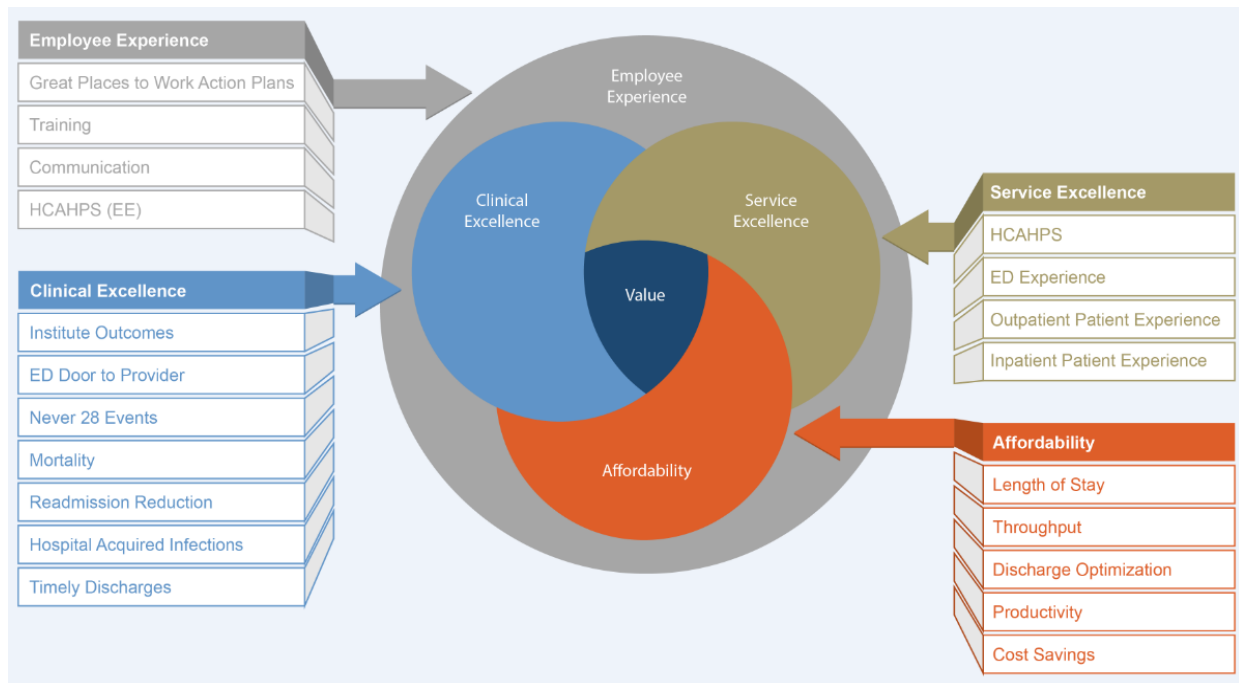 Employee Experience
Great Places to Work Action Plans
Training
Communication
HCAHPS (EE)
Clinical Excellence
Institute Outcomes
ED Door to Provider
Never 28 Events
Mortality
Readmission Reduction
Hospital Acquired Infections
Timely Discharges
Employee
Experience
Clinical
Excellence
Service
Excellence
Value
Affordability
Service Excellence
HCAHPS
ED Experience
Outpatient Patient Experience
Inpatient Patient Experience
Affordability
Length of Stay
Throughput
Discharge Optimization
Productivity
Cost Savings